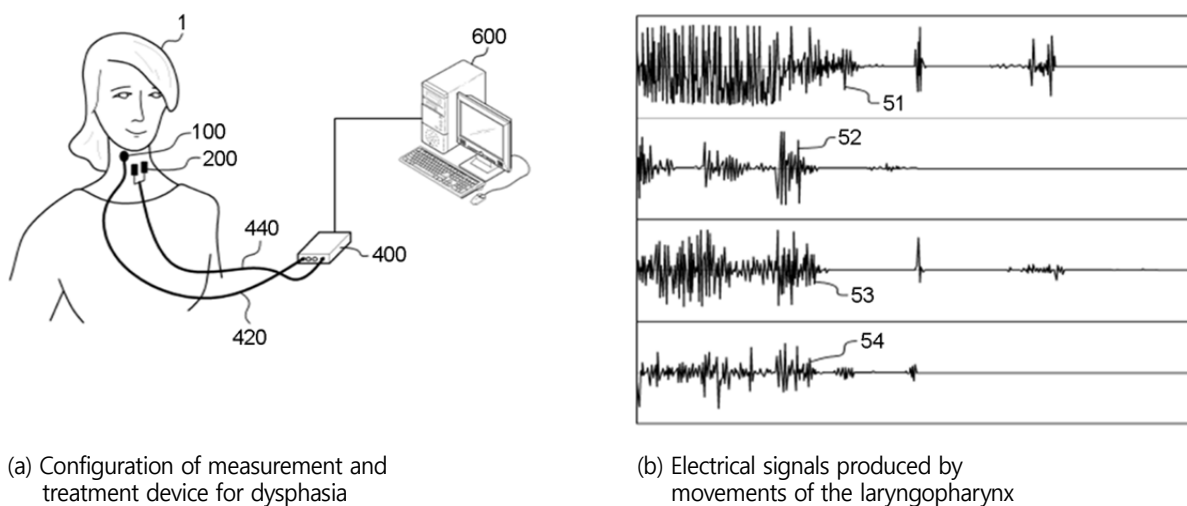 1
600
100
200
440
400
420
51
52
53
54
(a) Configuration of measurement and
treatment device for dysphasia
(b) Electrical signals produced by
movements of the laryngopharynx